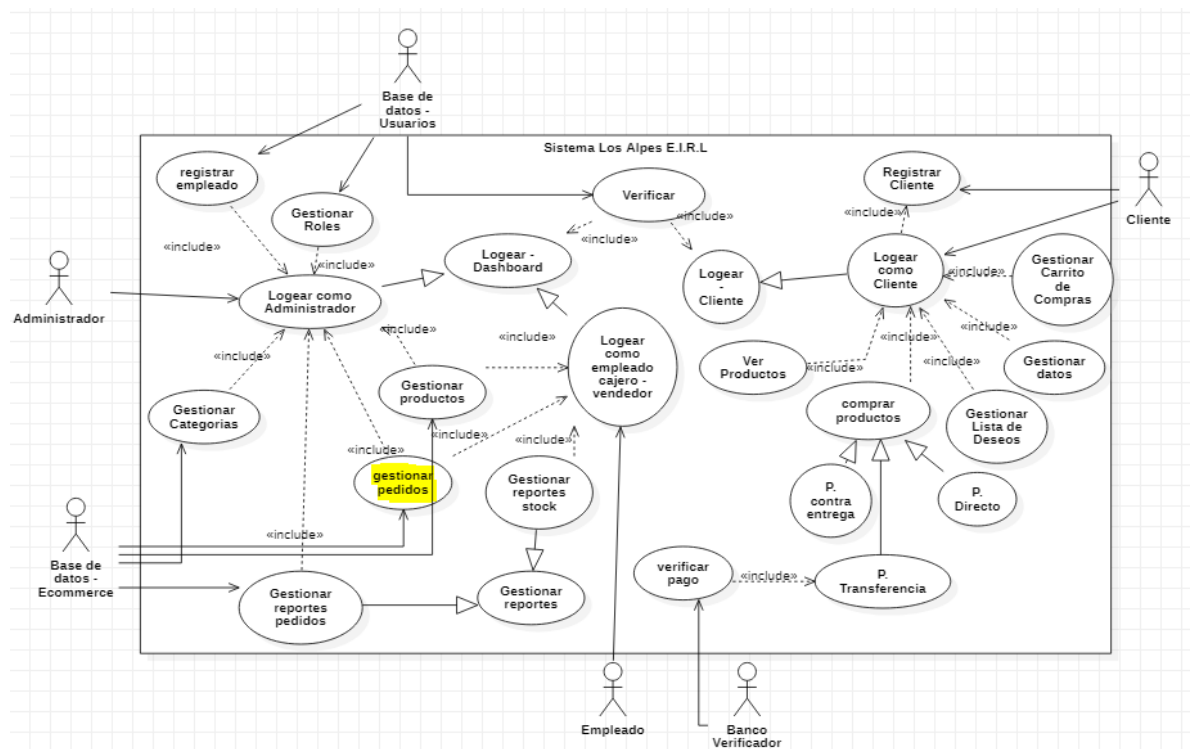 Base de
datos -
Usuarios
Sistema Los Alpes E.I.R.L
registrar
empleado
Gestionar
Roles
Verificar
Registrar
Cliente
Cliente
«include»
«include»
«include»
«include»
«include»
Logear -
Dashboard
Logear
-
Cliente
Logear
como
Cliente
«include»
Gestionar
Carrito
de
Compras
Administrador
Logear como
Administrador
«include»
«include»
«include»
«include»
«include»
Logear
como
empleado
cajero -
vendedor
Ver
Productos
«include»
«include»
Gestionar
datos
Gestionar
Categorias
Gestionar
productos
comprar
productos
Gestionar
Lista de
Deseos
«include»
«include»
«include»
gestionar
pedidos
Gestionar
reportes
stock
P.
contra
entrega
P.
Directo
Base de
datos -
Ecommerce
«include»
Gestionar
reportes
pedidos
Gestionar
reportes
verificar
pago
«include»
P.
Transferencia
Empleado
Banco
Verificador